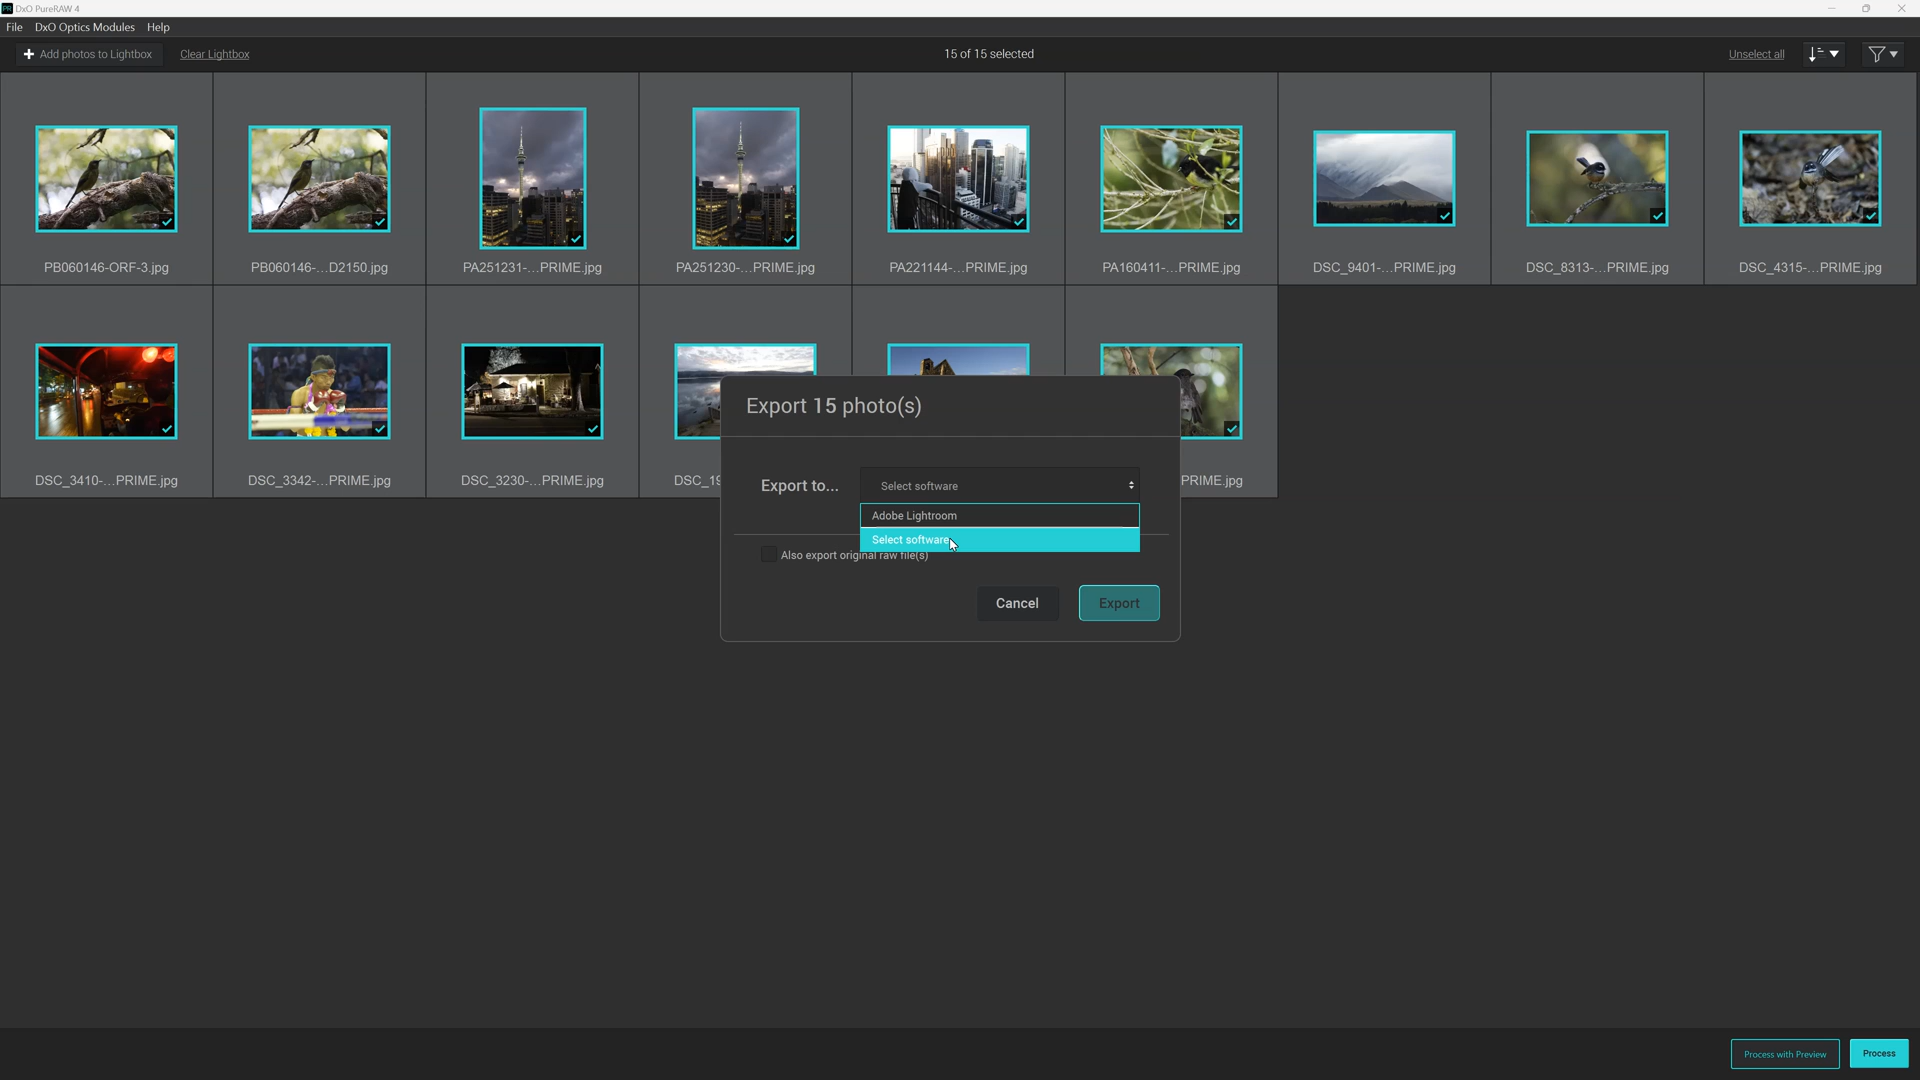 DxO PureRAW 4
File DxO Optics Modules Help
Add photos to Lightbox Clear Lightbox 15 of 15 selected Unselect all
PB060146-ORF-3.jpg PB060146-...D2150.jpg PA251231-...PRIME.jpg PA251230-...PRIME.jpg PA221144-...PRIME.jpg PA160411-...PRIME.jpg DSC_9401-...PRIME.jpg DSC_8313-...PRIME.jpg DSC_4315-...PRIME.jpg
DSC_3410-...PRIME.jpg DSC_3342-...PRIME.jpg DSC_3230-...PRIME.jpg DSC_19 PRIME.jpg
Export 15 photo(s)
Export to... Select software
Adobe Lightroom
Select software
Also export original raw file(s)
Cancel Export
Process with Preview Process